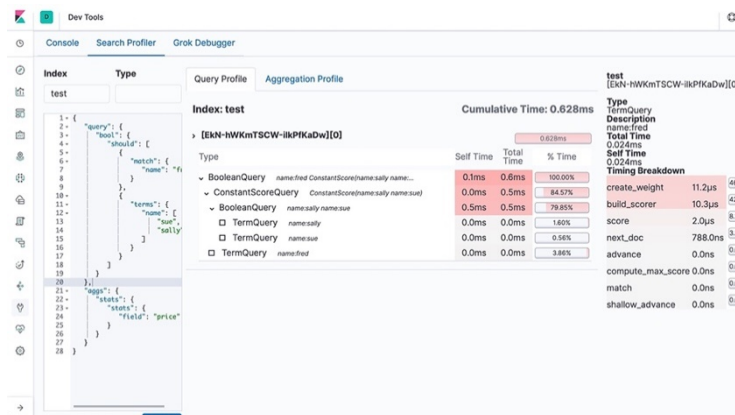 D Dev Tools
Console Search Profiler Grok Debugger
Index Type
test
1 {
2 "query": {
3 "bool": {
4 "should": [
5 {
6 "match": {
7 "name":
8 }
9 },
10 {
11 "terms": {
12 "name": [
13 "sue",
14 "sally"
15 ]
16 }
17 }
18 ]
19 }
20 },
21 "aggs": {
22 "stats": {
23 "stats": {
24 "field": "price"
25 }
26 }
27 }
28 }
Query Profile Aggregation Profile
Index: test Cumulative Time: 0.628ms
[EkN-hWKmTSCW-ilkPfKaDw][0] 0.628ms
Type Self Time Total Time % Time
BooleanQuery name:fred ConstantScore(name:sally name:... 0.1ms 0.6ms 100.00%
ConstantScoreQuery ConstantScore(name:sally name:sue) 0.0ms 0.5ms 84.57%
BooleanQuery name:sally name:sue 0.5ms 0.5ms 79.85%
TermQuery name:sally 0.0ms 0.0ms 1.60%
TermQuery name:sue 0.0ms 0.0ms 0.56%
TermQuery name:fred 0.0ms 0.0ms 3.86%
test
[EkN-hWKmTSCW-ilkPfKaDw][0
Type
TermQuery
Description
name:fred
Total Time
0.024ms
Self Time
0.024ms
Timing Breakdown
create_weight 11.2µs
build_scorer 10.3µs
score 2.0µs
next_doc 788.0ns
advance 0.0ns
compute_max_score 0.0ns
match 0.0ns
shallow_advance 0.0ns